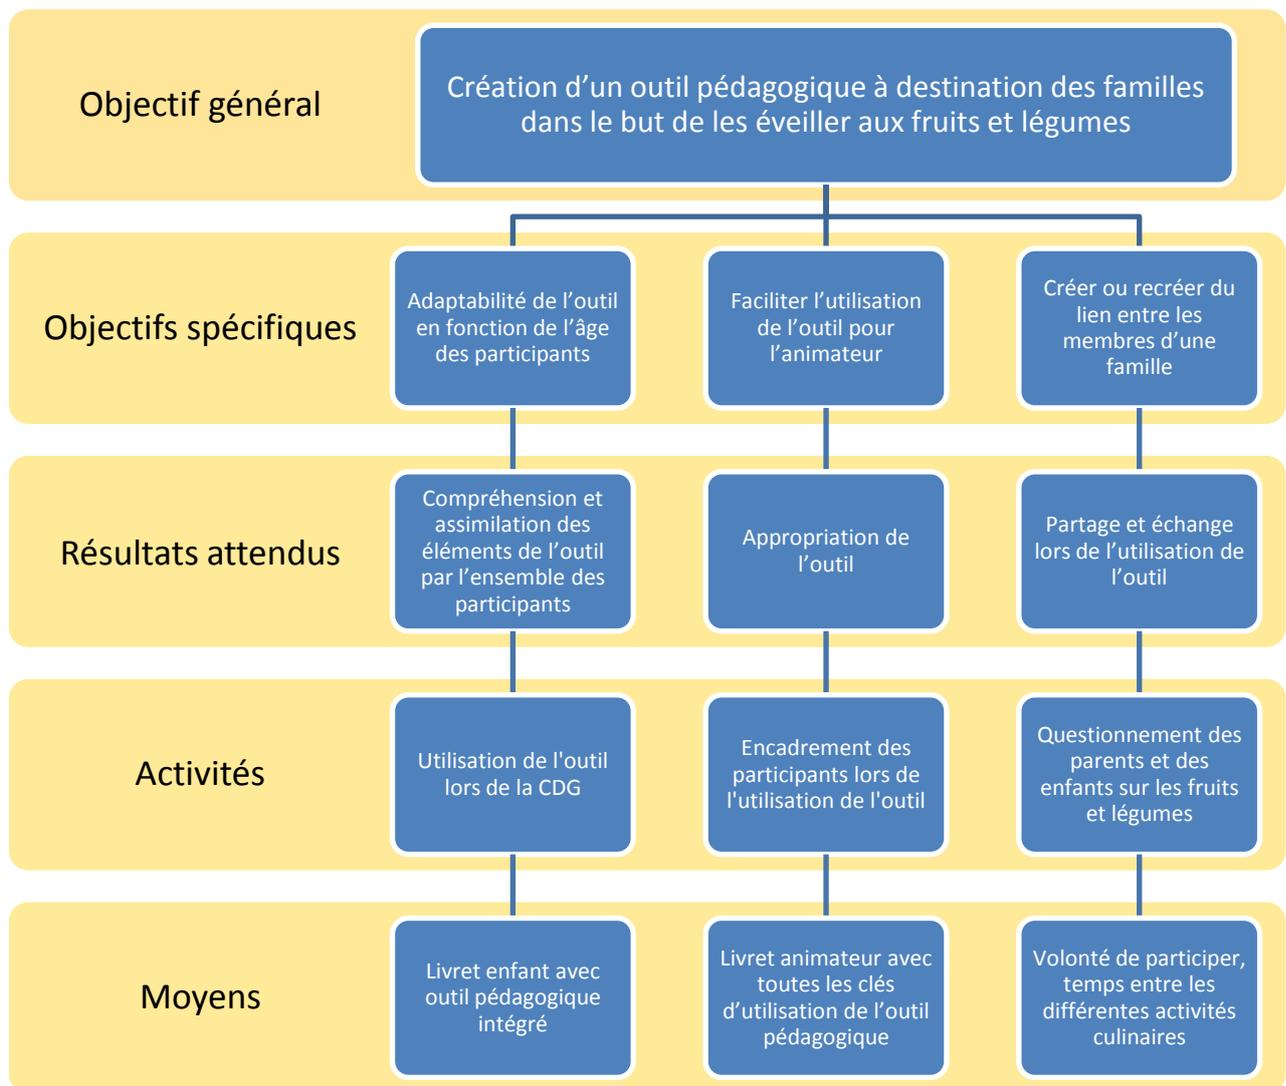 Objectif général
Création d’un outil pédagogique à destination des familles
dans le but de les éveiller aux fruits et légumes
Objectifs spécifiques
Adaptabilité de l’outil
en fonction de l’âge
des participants
Faciliter l’utilisation
de l’outil pour
l’animateur
Créer ou recréer du
lien entre les
membres d’une
famille
Résultats attendus
Compréhension et
assimilation des
éléments de l’outil
par l’ensemble des
participants
Appropriation de
l’outil
Partage et échange
lors de l’utilisation de
l’outil
Activités
Utilisation de l'outil
lors de la CDG
Encadrement des
participants lors de
l'utilisation de l'outil
Questionnement des
parents et des
enfants sur les fruits
et légumes
Moyens
Livret enfant avec
outil pédagogique
intégré
Livret animateur avec
toutes les clés
d’utilisation de l’outil
pédagogique
Volonté de participer,
temps entre les
différentes activités
culinaires